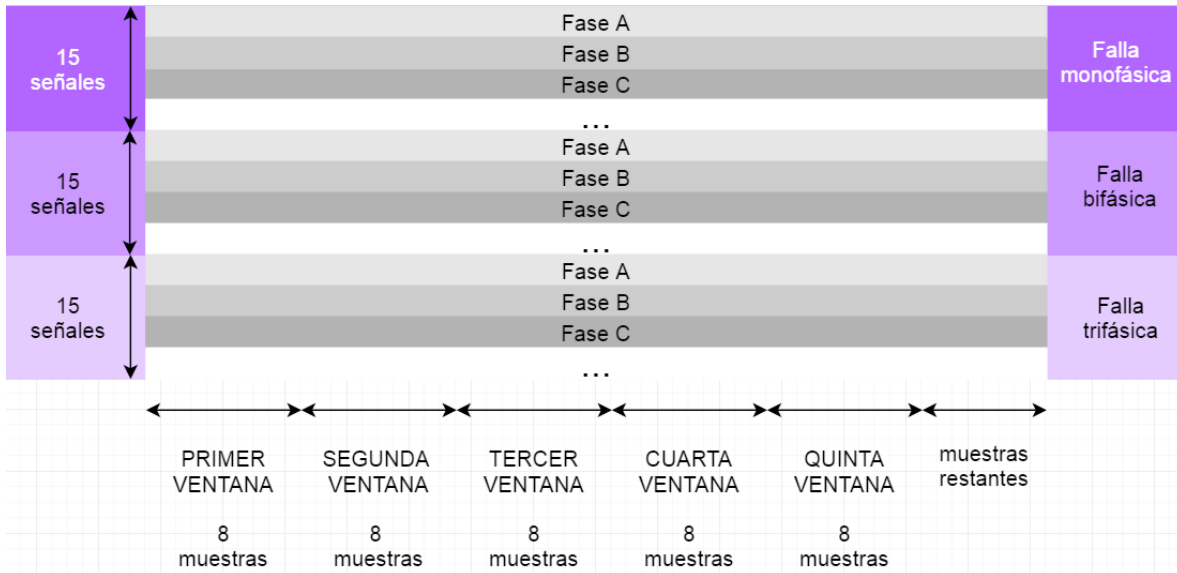 15
señales
Fase A
Fase B
Fase C
...
Falla
monofásica
15
señales
Fase A
Fase B
Fase C
...
Falla
bifásica
15
señales
Fase A
Fase B
Fase C
...
Falla
trifásica
PRIMER
VENTANA
8
muestras
SEGUNDA
VENTANA
8
muestras
TERCER
VENTANA
8
muestras
CUARTA
VENTANA
8
muestras
QUINTA
VENTANA
8
muestras
muestras
restantes